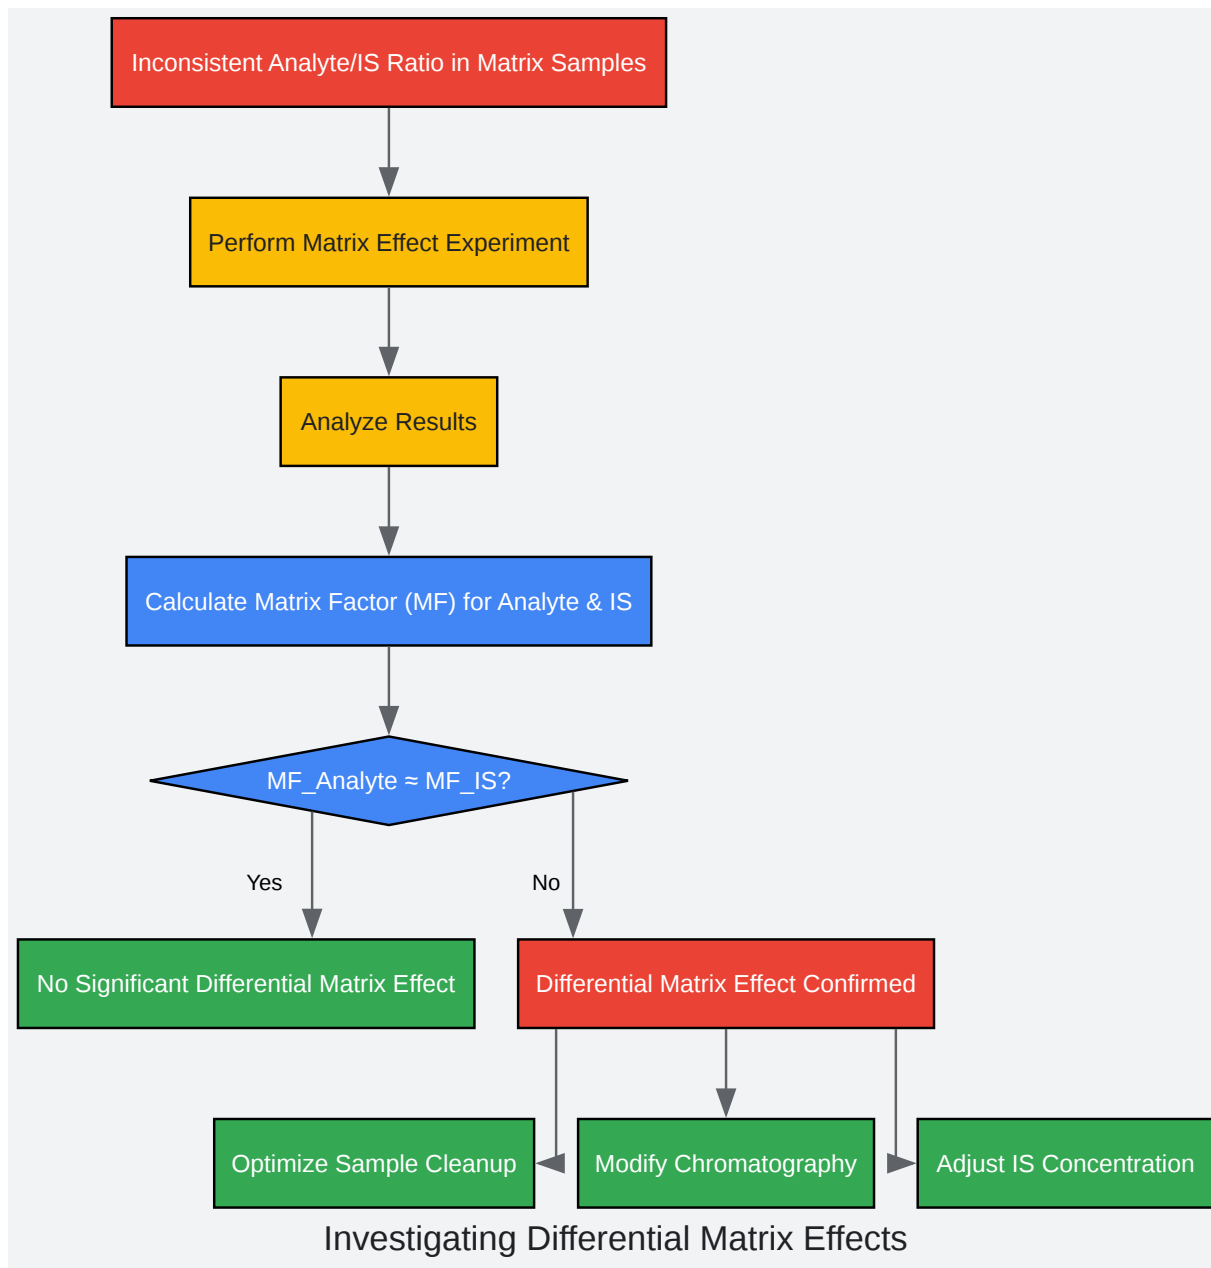 Inconsistent Analyte/IS Ratio in Matrix Samples
Perform Matrix Effect Experiment
Analyze Results
Calculate Matrix Factor (MF) for Analyte & IS
MF_Analyte ≈ MF_IS?
Yes
No
No Significant Differential Matrix Effect
Differential Matrix Effect Confirmed
Optimize Sample Cleanup
Modify Chromatography
Adjust IS Concentration
Investigating Differential Matrix Effects